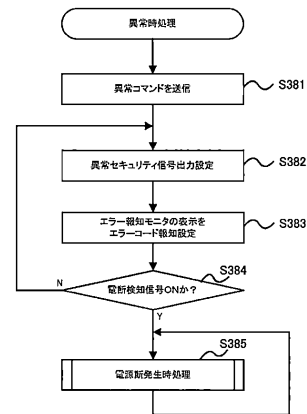 異常時処理
異常コマンドを送信
S381
異常セキュリティ信号出力設定
S382
エラー報知モニタの表示を
エラーコード報知設定
S383
S384
電断検知信号ONか?
N
Y
S385
電源断発生時処理